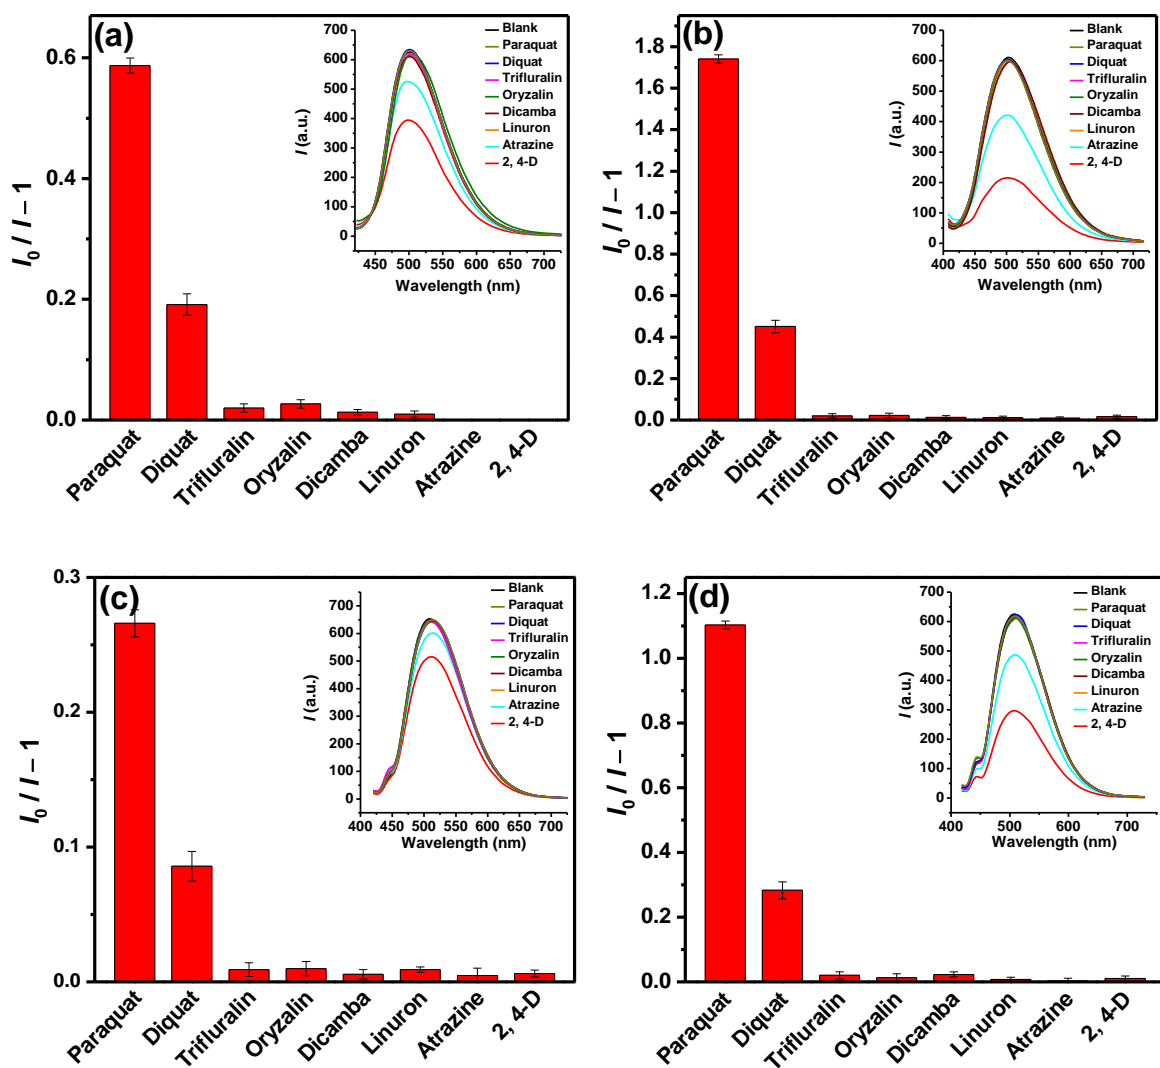 (a)
I0 / I – 1
0.6
0.4
0.2
0.0
Paraquat
Diquat
Trifluralin
Oryzalin
Dicamba
Linuron
Atrazine
2, 4-D
I (a.u.)
700
600
500
400
300
200
100
0
450 500 550 600 650 700
Wavelength (nm)
Blank
Paraquat
Diquat
Trifluralin
Oryzalin
Dicamba
Linuron
Atrazine
2, 4-D
(b)
I0 / I – 1
1.8
1.6
1.4
1.2
1.0
0.8
0.6
0.4
0.2
0.0
Paraquat
Diquat
Trifluralin
Oryzalin
Dicamba
Linuron
Atrazine
2, 4-D
I (a.u.)
700
600
500
400
300
200
100
0
400 450 500 550 600 650 700
Wavelength (nm)
Blank
Paraquat
Diquat
Trifluralin
Oryzalin
Dicamba
Linuron
Atrazine
2, 4-D
(c)
I0 / I – 1
0.3
0.2
0.1
0.0
Paraquat
Diquat
Trifluralin
Oryzalin
Dicamba
Linuron
Atrazine
2, 4-D
I (a.u.)
700
600
500
400
300
200
100
0
400 450 500 550 600 650 700
Wavelength (nm)
Blank
Paraquat
Diquat
Trifluralin
Oryzalin
Dicamba
Linuron
Atrazine
2, 4-D
(d)
I0 / I – 1
1.2
1.0
0.8
0.6
0.4
0.2
0.0
Paraquat
Diquat
Trifluralin
Oryzalin
Dicamba
Linuron
Atrazine
2, 4-D
I (a.u.)
700
600
500
400
300
200
100
0
400 500 600 700
Wavelength (nm)
Blank
Paraquat
Diquat
Trifluralin
Oryzalin
Dicamba
Linuron
Atrazine
2, 4-D